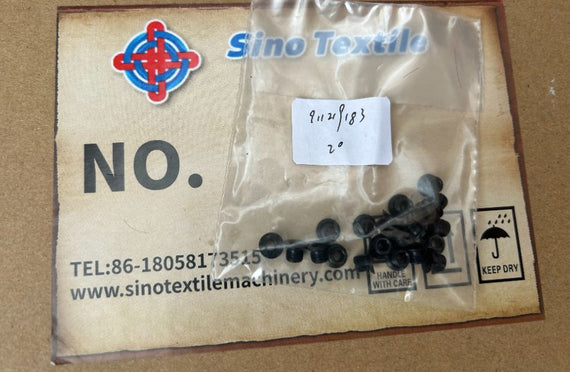 Sino Textile
911219183
20
NO.
TEL:86-18058173515
www.sinotextilemachinery.com
HANDLE
WITH CARE
KEEP DRY